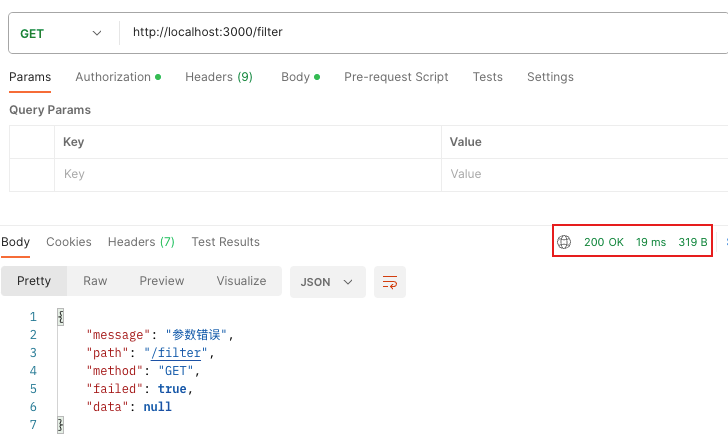 GET http://localhost:3000/filter
Params Authorization Headers (9) Body Pre-request Script Tests Settings
Query Params
Key Value
Key Value
Body Cookies Headers (7) Test Results 200 OK 19 ms 319 B
Pretty Raw Preview Visualize JSON
1 {
2 "message": "参数错误",
3 "path": "/filter",
4 "method": "GET",
5 "failed": true,
6 "data": null
7 }